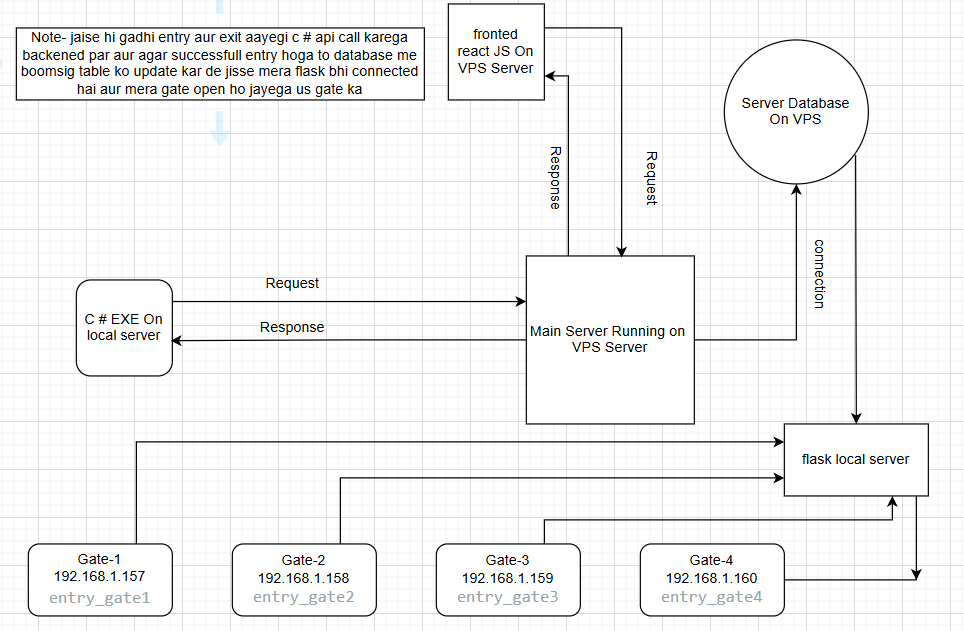 Note- jaise hi gadhi entry aur exit aayegi c # api call karega
backened par aur agar successfull entry hoga to database me
boomsig table ko update kar de jisse mera flask bhi connected
hai aur mera gate open ho jayega us gate ka
fronted
react JS On
VPS Server
Server Database
On VPS
Response
Request
connection
Request
Response
C # EXE On
local server
Main Server Running on
VPS Server
flask local server
Gate-1
192.168.1.157
entry_gate1
Gate-2
192.168.1.158
entry_gate2
Gate-3
192.168.1.159
entry_gate3
Gate-4
192.168.1.160
entry_gate4